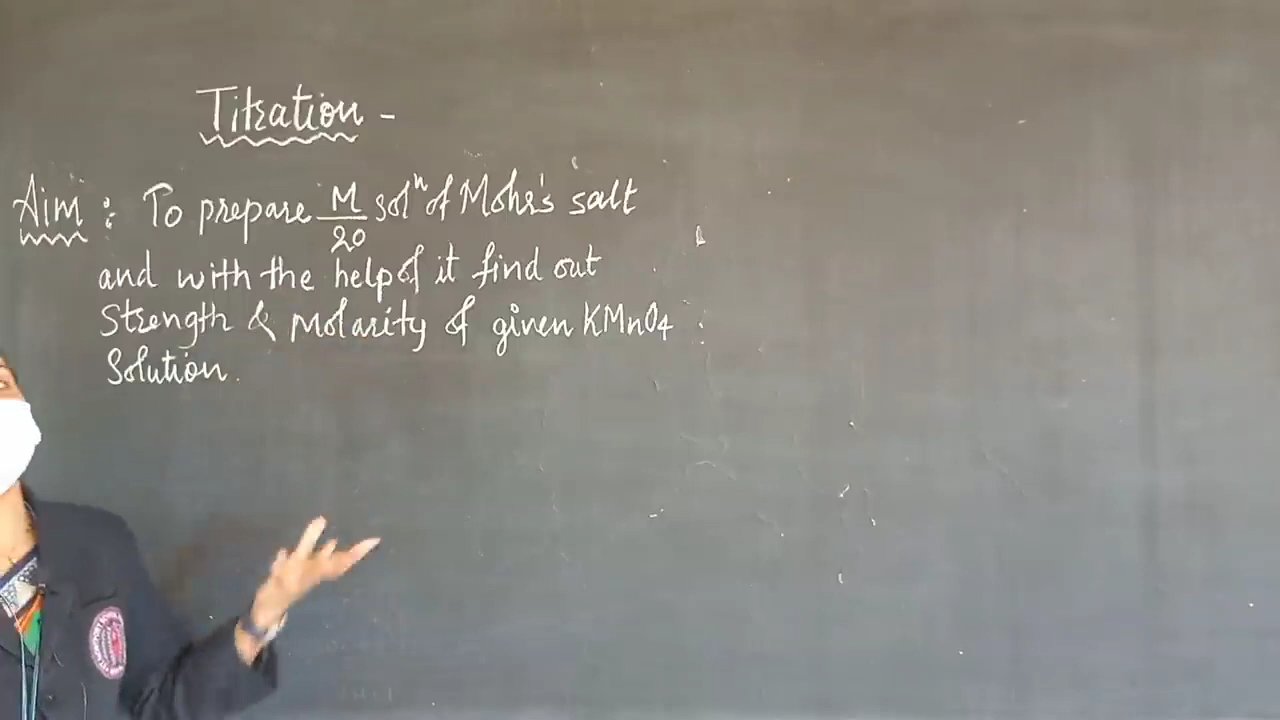 Titration -
Aim : To prepare M/20 solⁿ of Mohr's salt
and with the help of it find out
Strength & Molarity of given KMnO4
Solution.